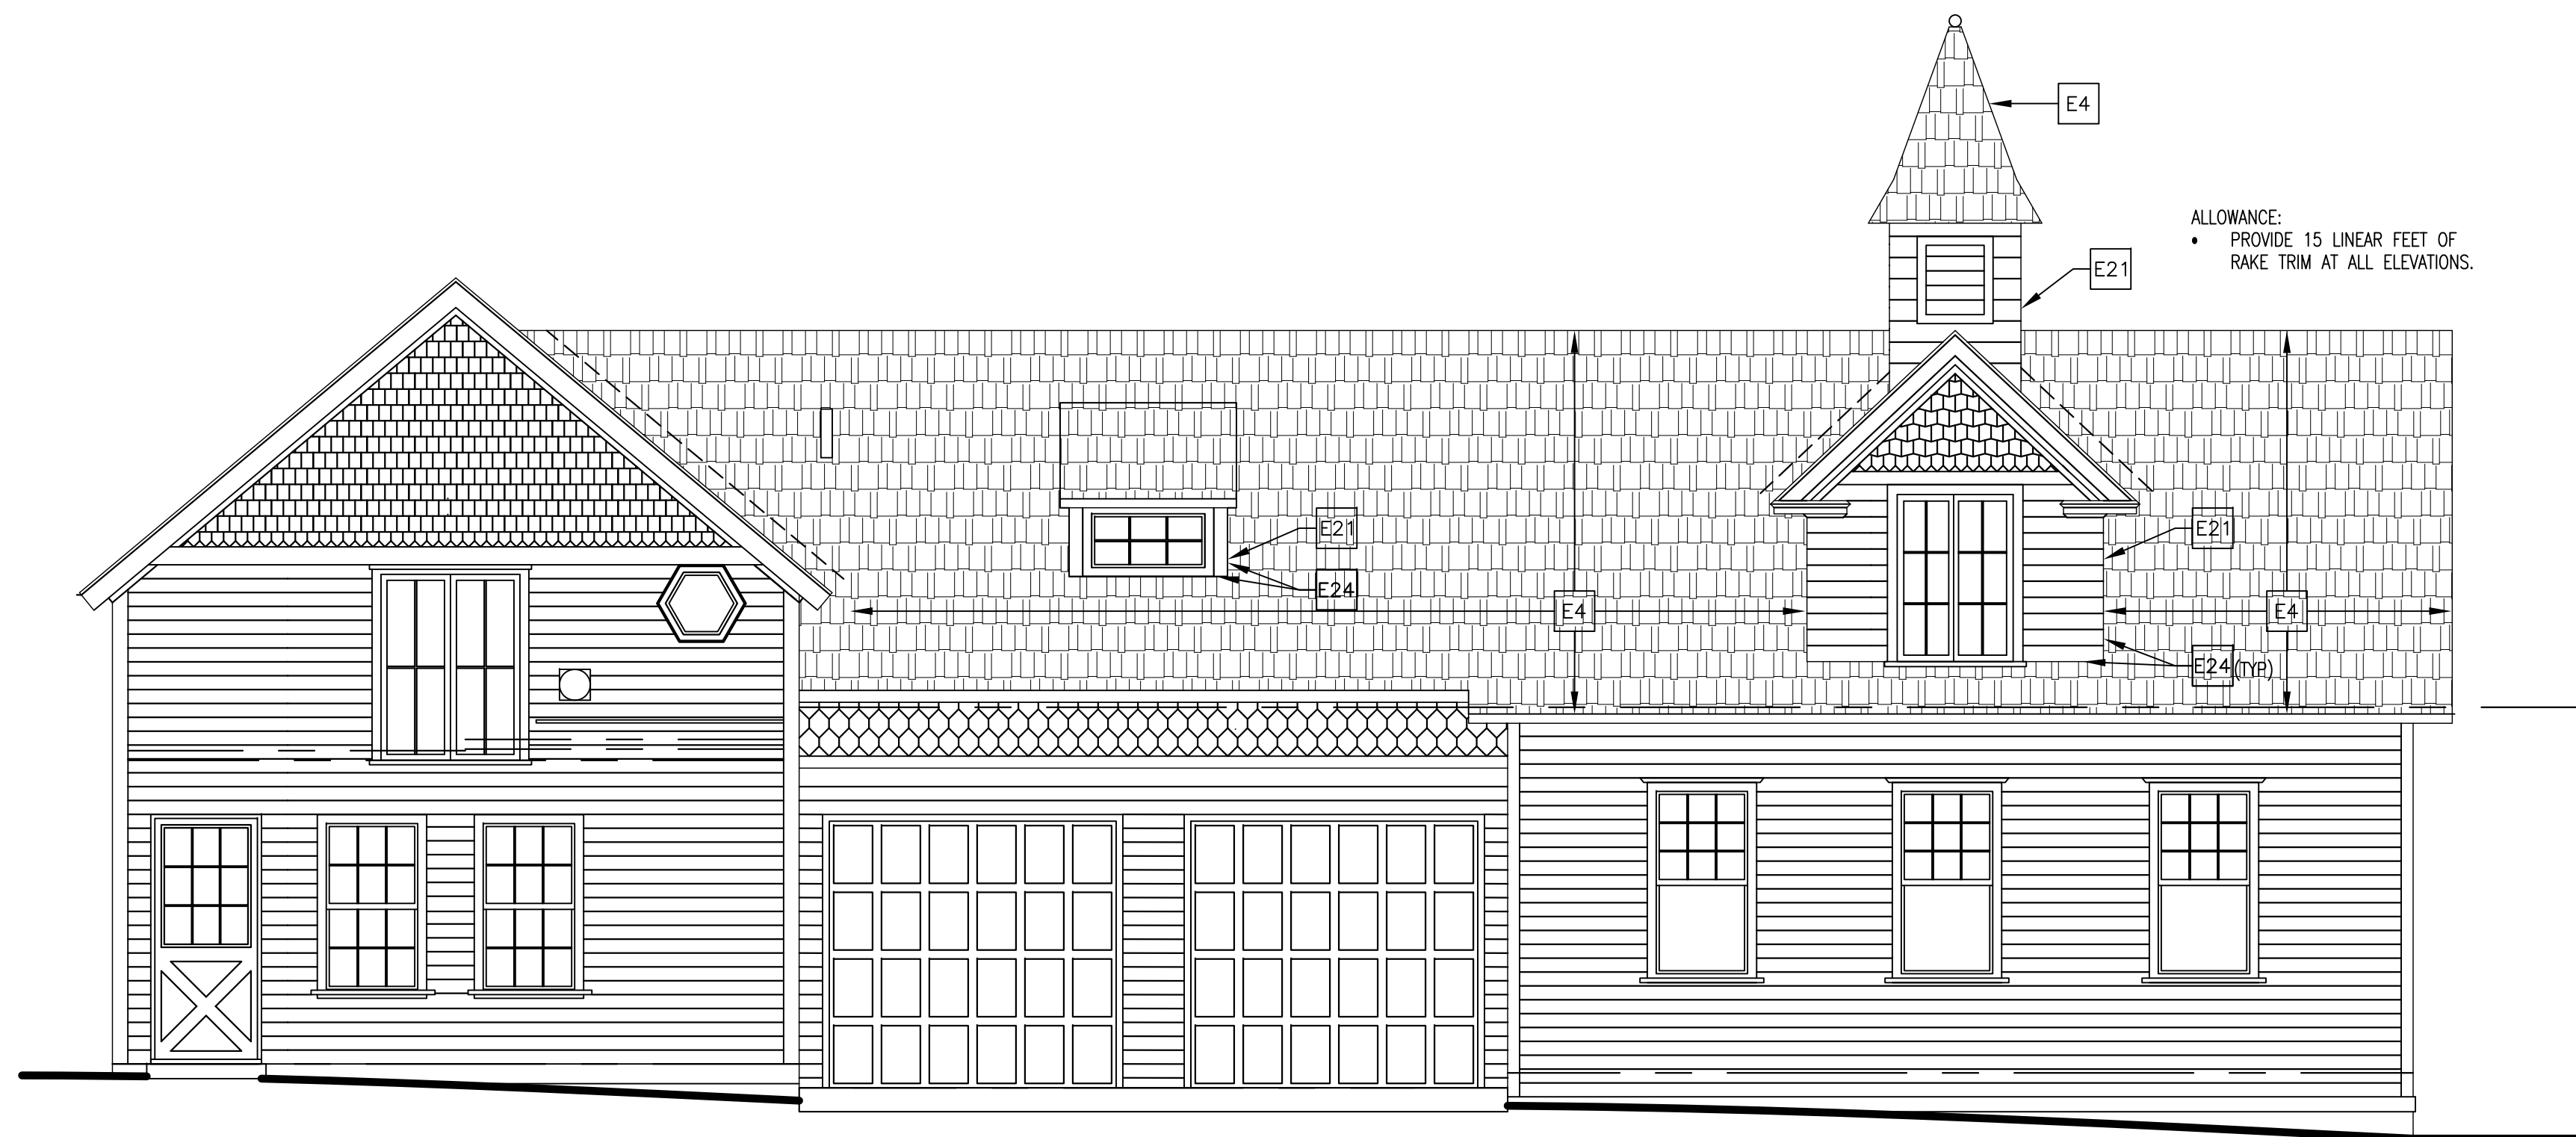 E4
ALLOWANCE:
• PROVIDE 15 LINEAR FEET OF
RAKE TRIM AT ALL ELEVATIONS.
E21
E21
E21
E24
E4
E4
E24 (TYP)